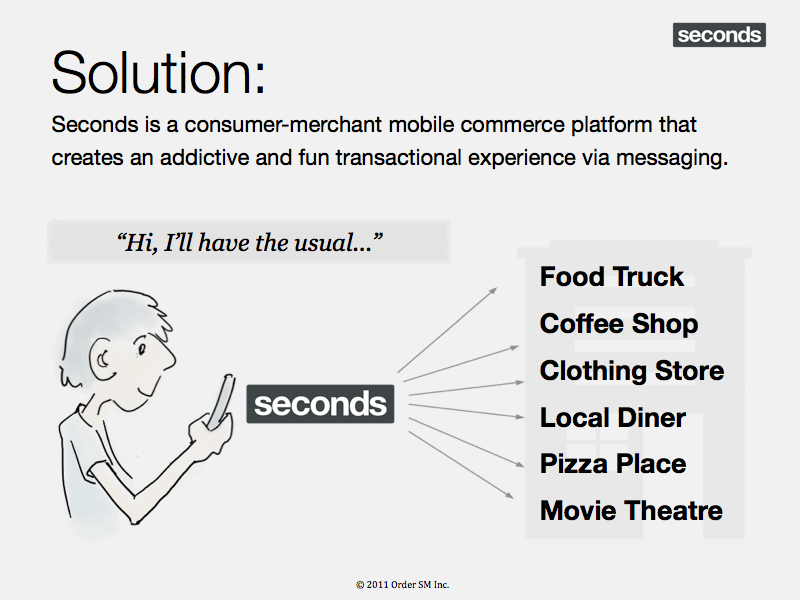 seconds
Solution:
Seconds is a consumer-merchant mobile commerce platform that
creates an addictive and fun transactional experience via messaging.
“Hi, I’ll have the usual...”
seconds
Food Truck
Coffee Shop
Clothing Store
Local Diner
Pizza Place
Movie Theatre
© 2011 Order SM Inc.